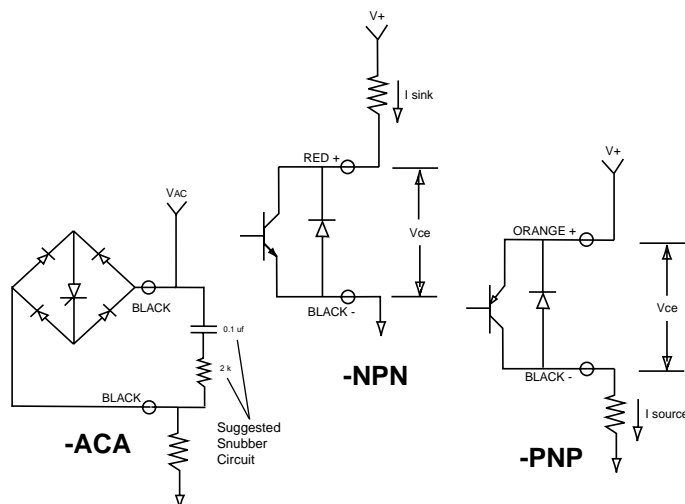 V+
I sink
RED +
Vce
BLACK -
-NPN
V+
ORANGE +
Vce
BLACK -
I source
-PNP
VAC
BLACK
0.1 uf
2 k
BLACK
Suggested
Snubber
Circuit
-ACA